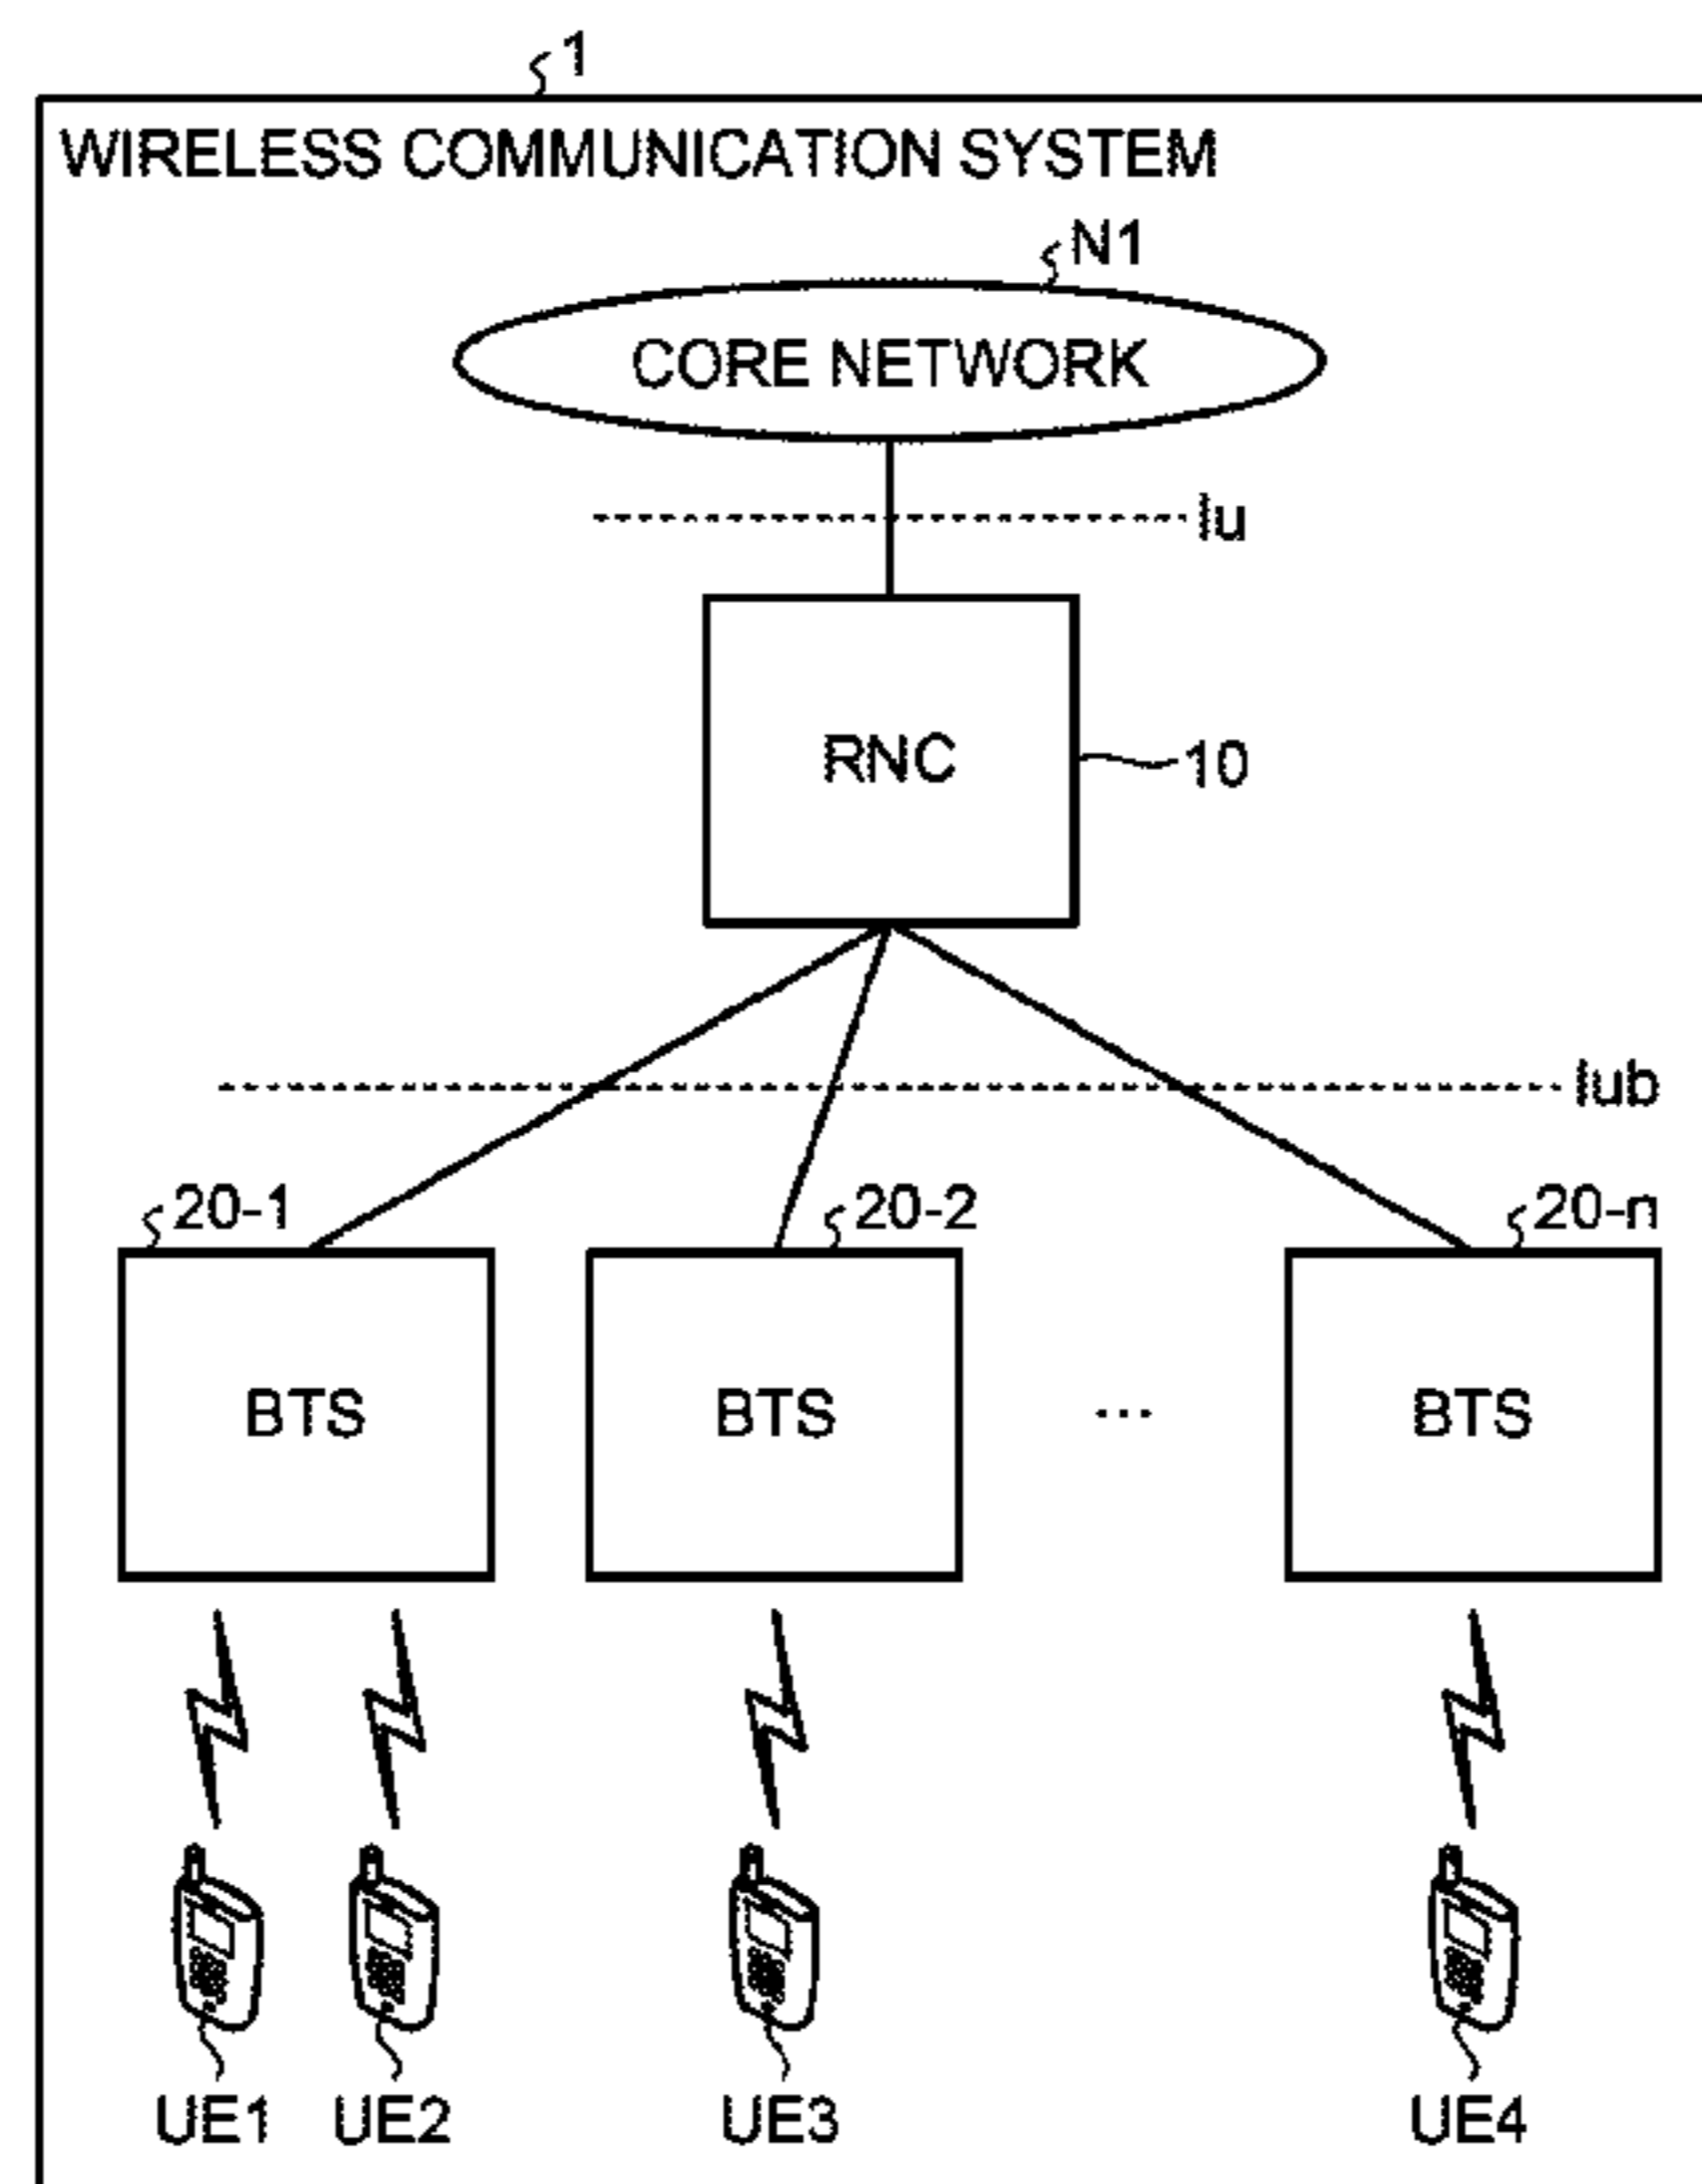 1
WIRELESS COMMUNICATION SYSTEM
N1
CORE NETWORK
Iu
RNC
10
Iub
20-1
20-2
20-n
BTS
BTS
...
BTS
UE1
UE2
UE3
UE4